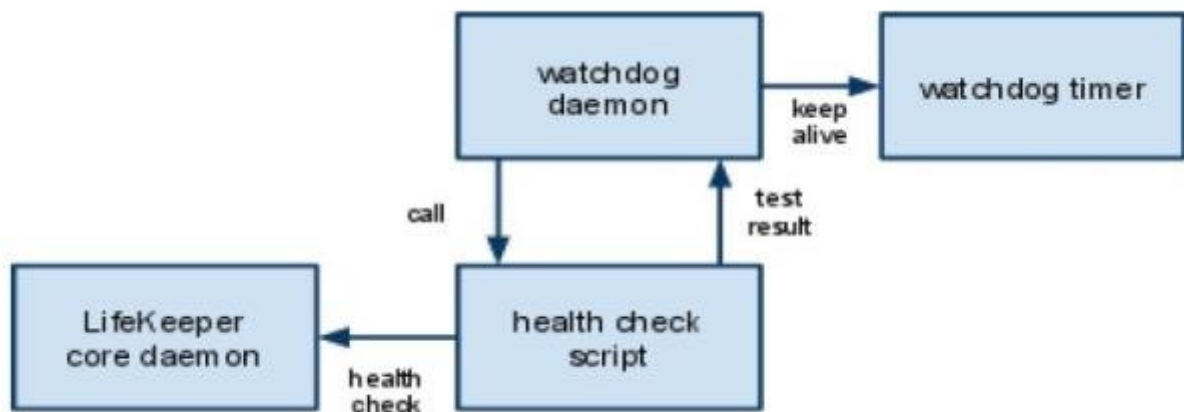 watchdog
daemon
watchdog timer
keep
alive
call
test
result
LifeKeeper
core daemon
health check
script
health
check